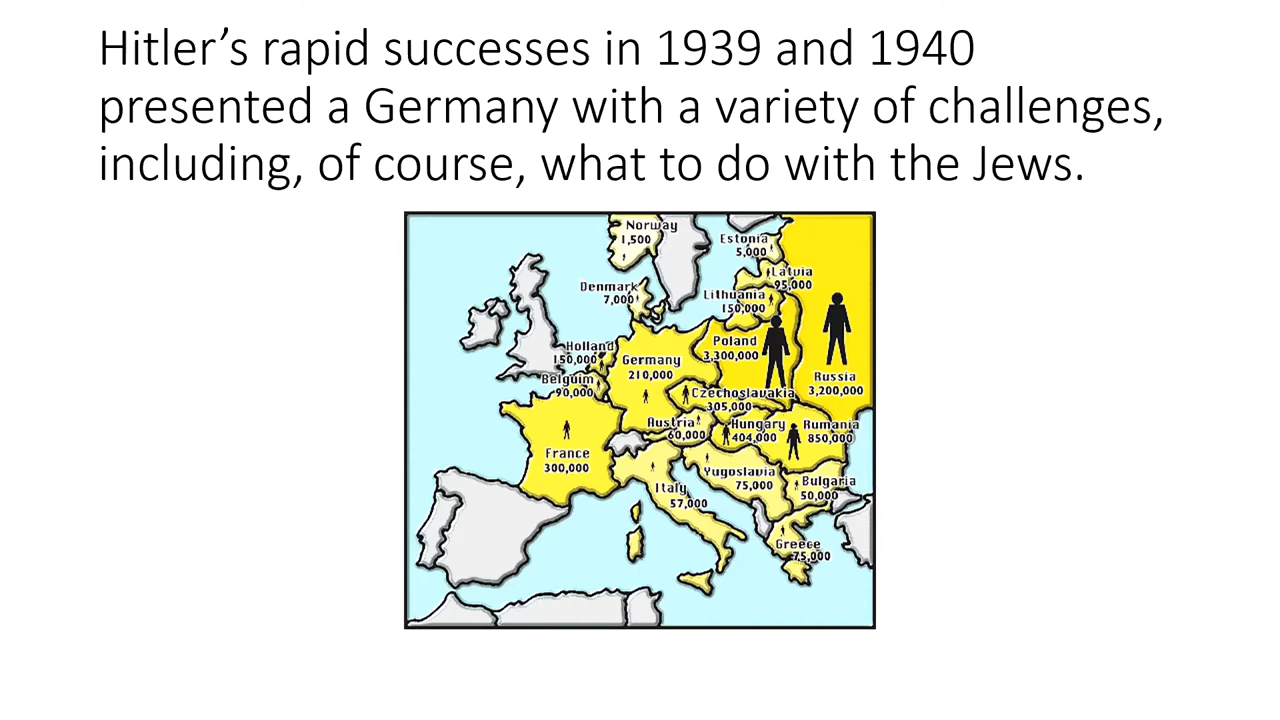 Hitler’s rapid successes in 1939 and 1940
presented a Germany with a variety of challenges,
including, of course, what to do with the Jews.
Norway
1,500
Estonia
5,000
Latvia
95,000
Denmark
7,000
Lithuania
150,000
Holland
150,000
Germany
210,000
Poland
3,300,000
Russia
3,200,000
Belguim
90,000
Czechoslavakia
305,000
Austria
60,000
Hungary
404,000
Rumania
850,000
France
300,000
Yugoslavia
75,000
Italy
57,000
Bulgaria
50,000
Greece
75,000